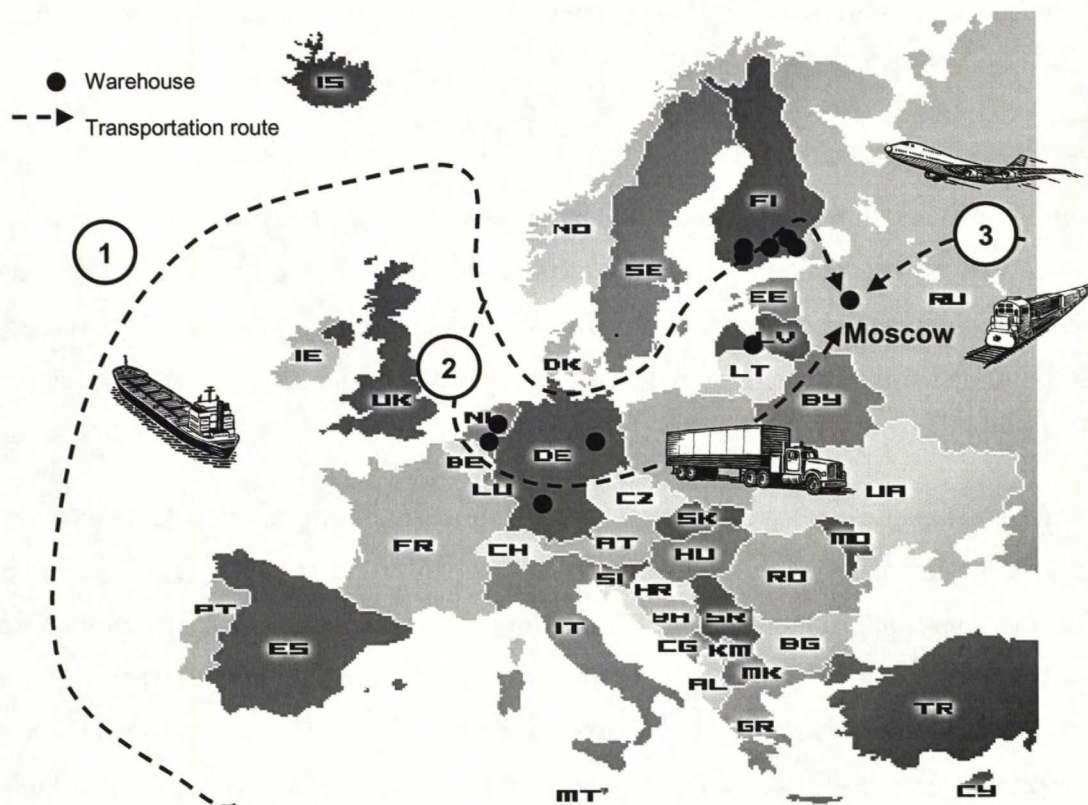 IS
Warehouse
Transportation route
FI
1
3
NO
SE
EE
RU
Moscow
LV
IE
2
DK
LT
UK
BY
NL
BE
DE
LU
CZ
UA
SK
FR
CH
AT
HU
MO
SI
RO
HR
PT
BH
SR
IT
ES
CG
KM
BG
AL
MK
GR
TR
MT
CY